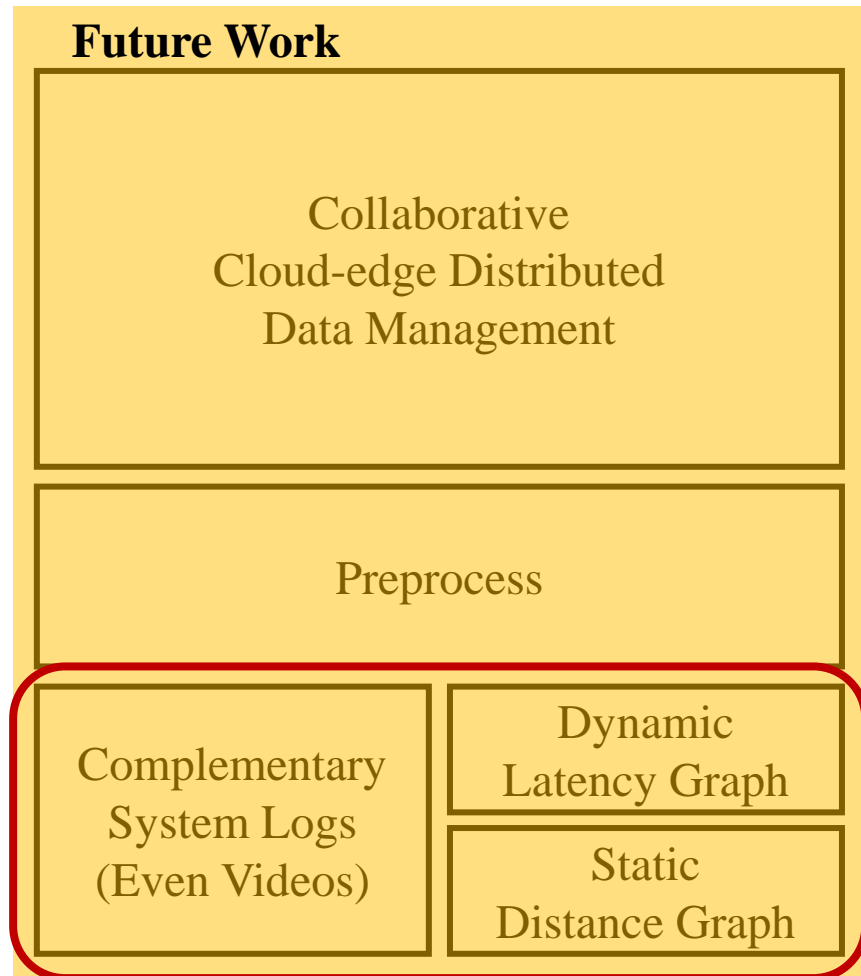 Future Work
Collaborative
Cloud-edge Distributed
Data Management
Preprocess
Complementary
System Logs
(Even Videos)
Dynamic
Latency Graph
Static
Distance Graph